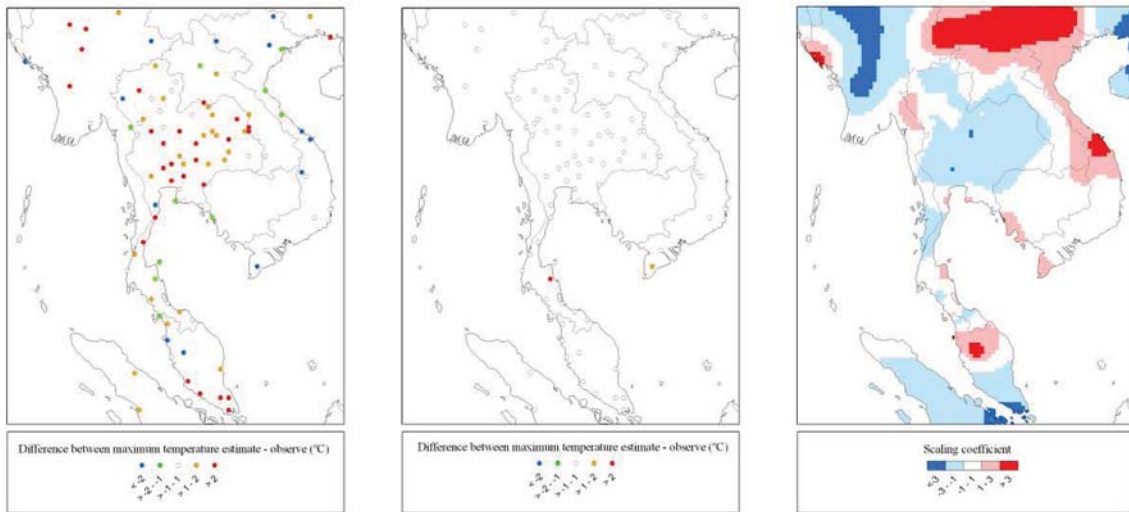 Difference between maximum temperature estimate - observe (°C)
<-2
>-2 - -1
>-1 - 1
>1 - 2
>2
Difference between maximum temperature estimate - observe (°C)
<-2
>-2 - -1
>-1 - 1
>1 - 2
>2
Scaling coefficient
<-3
-3 - -1
-1 - 1
1 - 3
>3